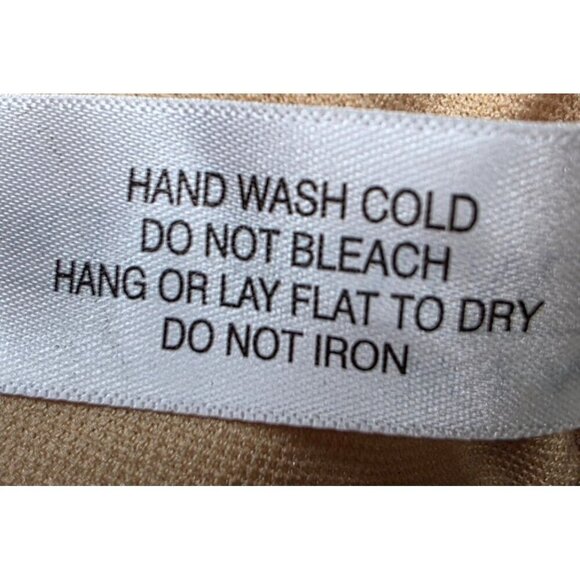 HAND WASH COLD
DO NOT BLEACH
HANG OR LAY FLAT TO DRY
DO NOT IRON